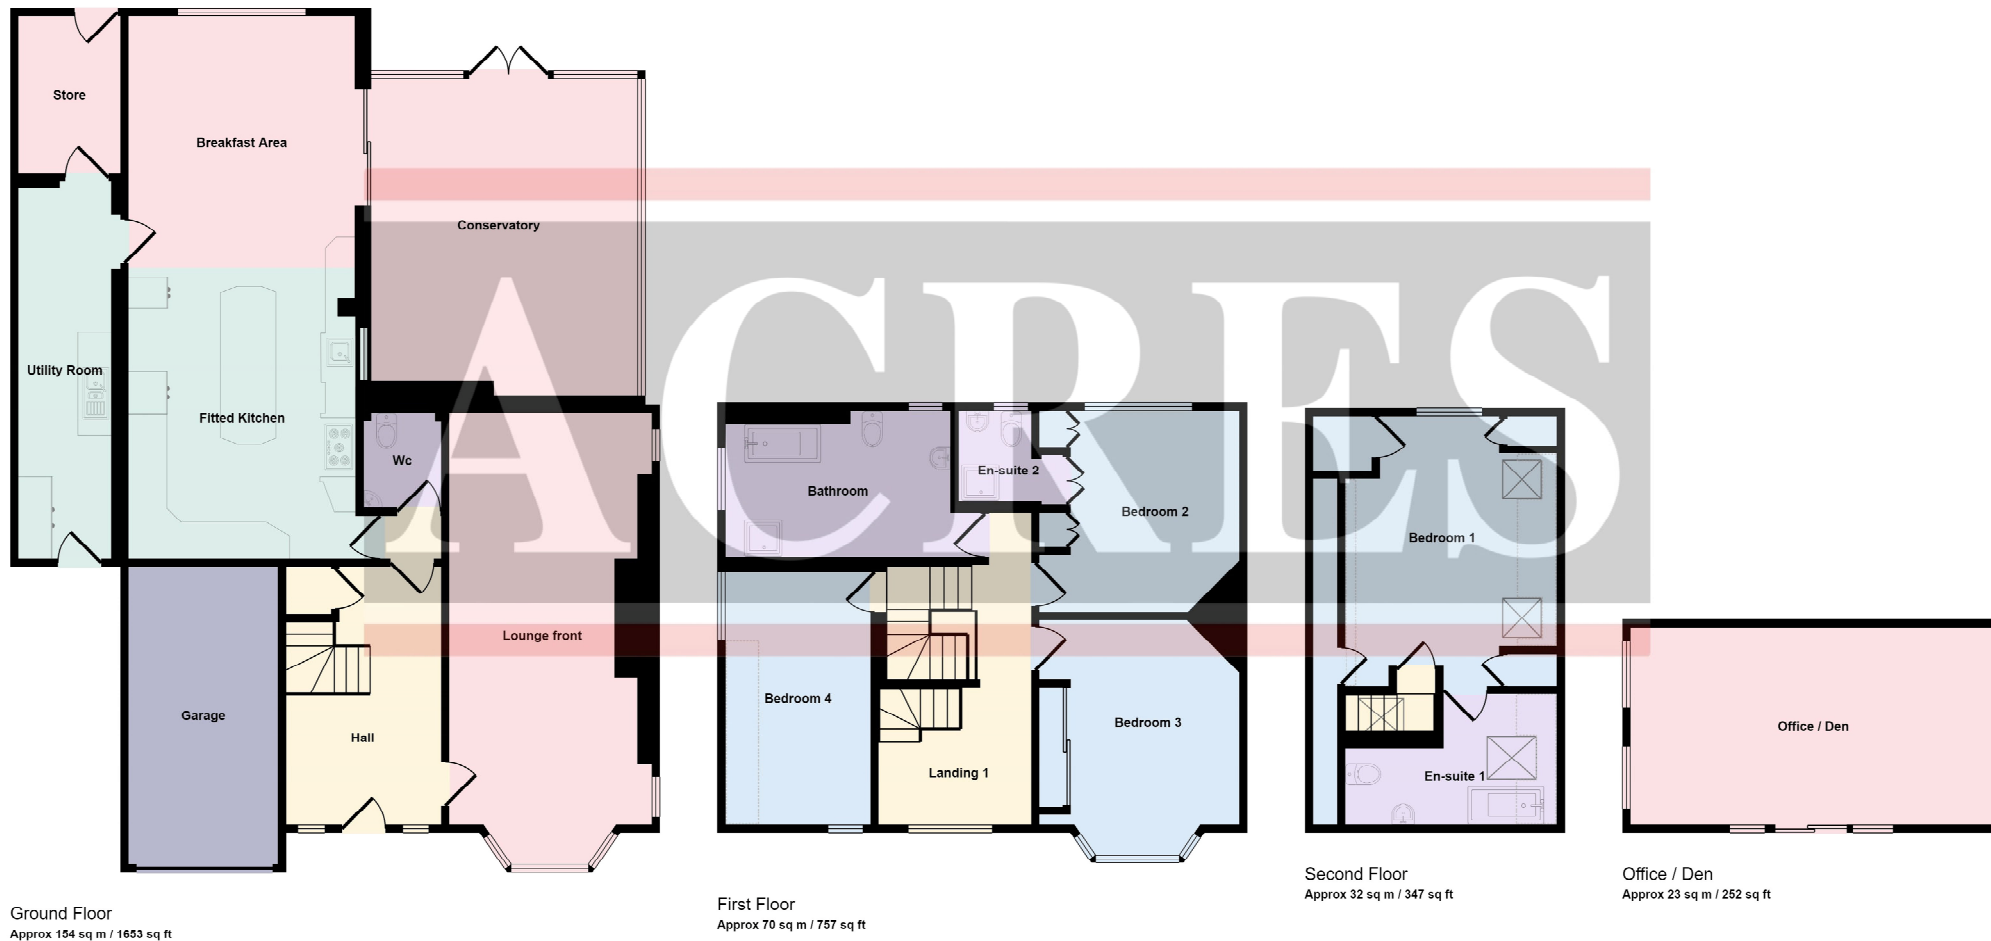 Store
Breakfast Area
Conservatory
Utility Room
Fitted Kitchen
Wc
Lounge front
Garage
Hall
Ground Floor
Approx 154 sq m / 1653 sq ft
ACRES
Bathroom
En-suite 2
Bedroom 2
Bedroom 4
Bedroom 3
Landing 1
First Floor
Approx 70 sq m / 757 sq ft
Bedroom 1
En-suite 1
Second Floor
Approx 32 sq m / 347 sq ft
Office / Den
Office / Den
Approx 23 sq m / 252 sq ft